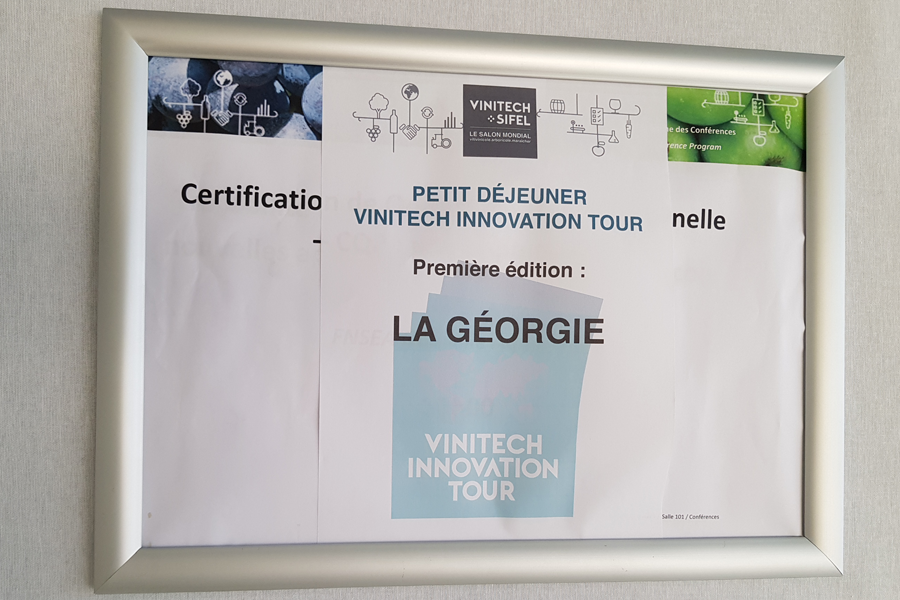 VINITECH
SIFEL
LE SALON MONDIAL
PETIT DÉJEUNER
VINITECH INNOVATION TOUR
Première édition :
LA GÉORGIE
VINITECH
INNOVATION
TOUR
Certificatio
nelle
me des Conférences
rence Program
Salle 101 / Conférences